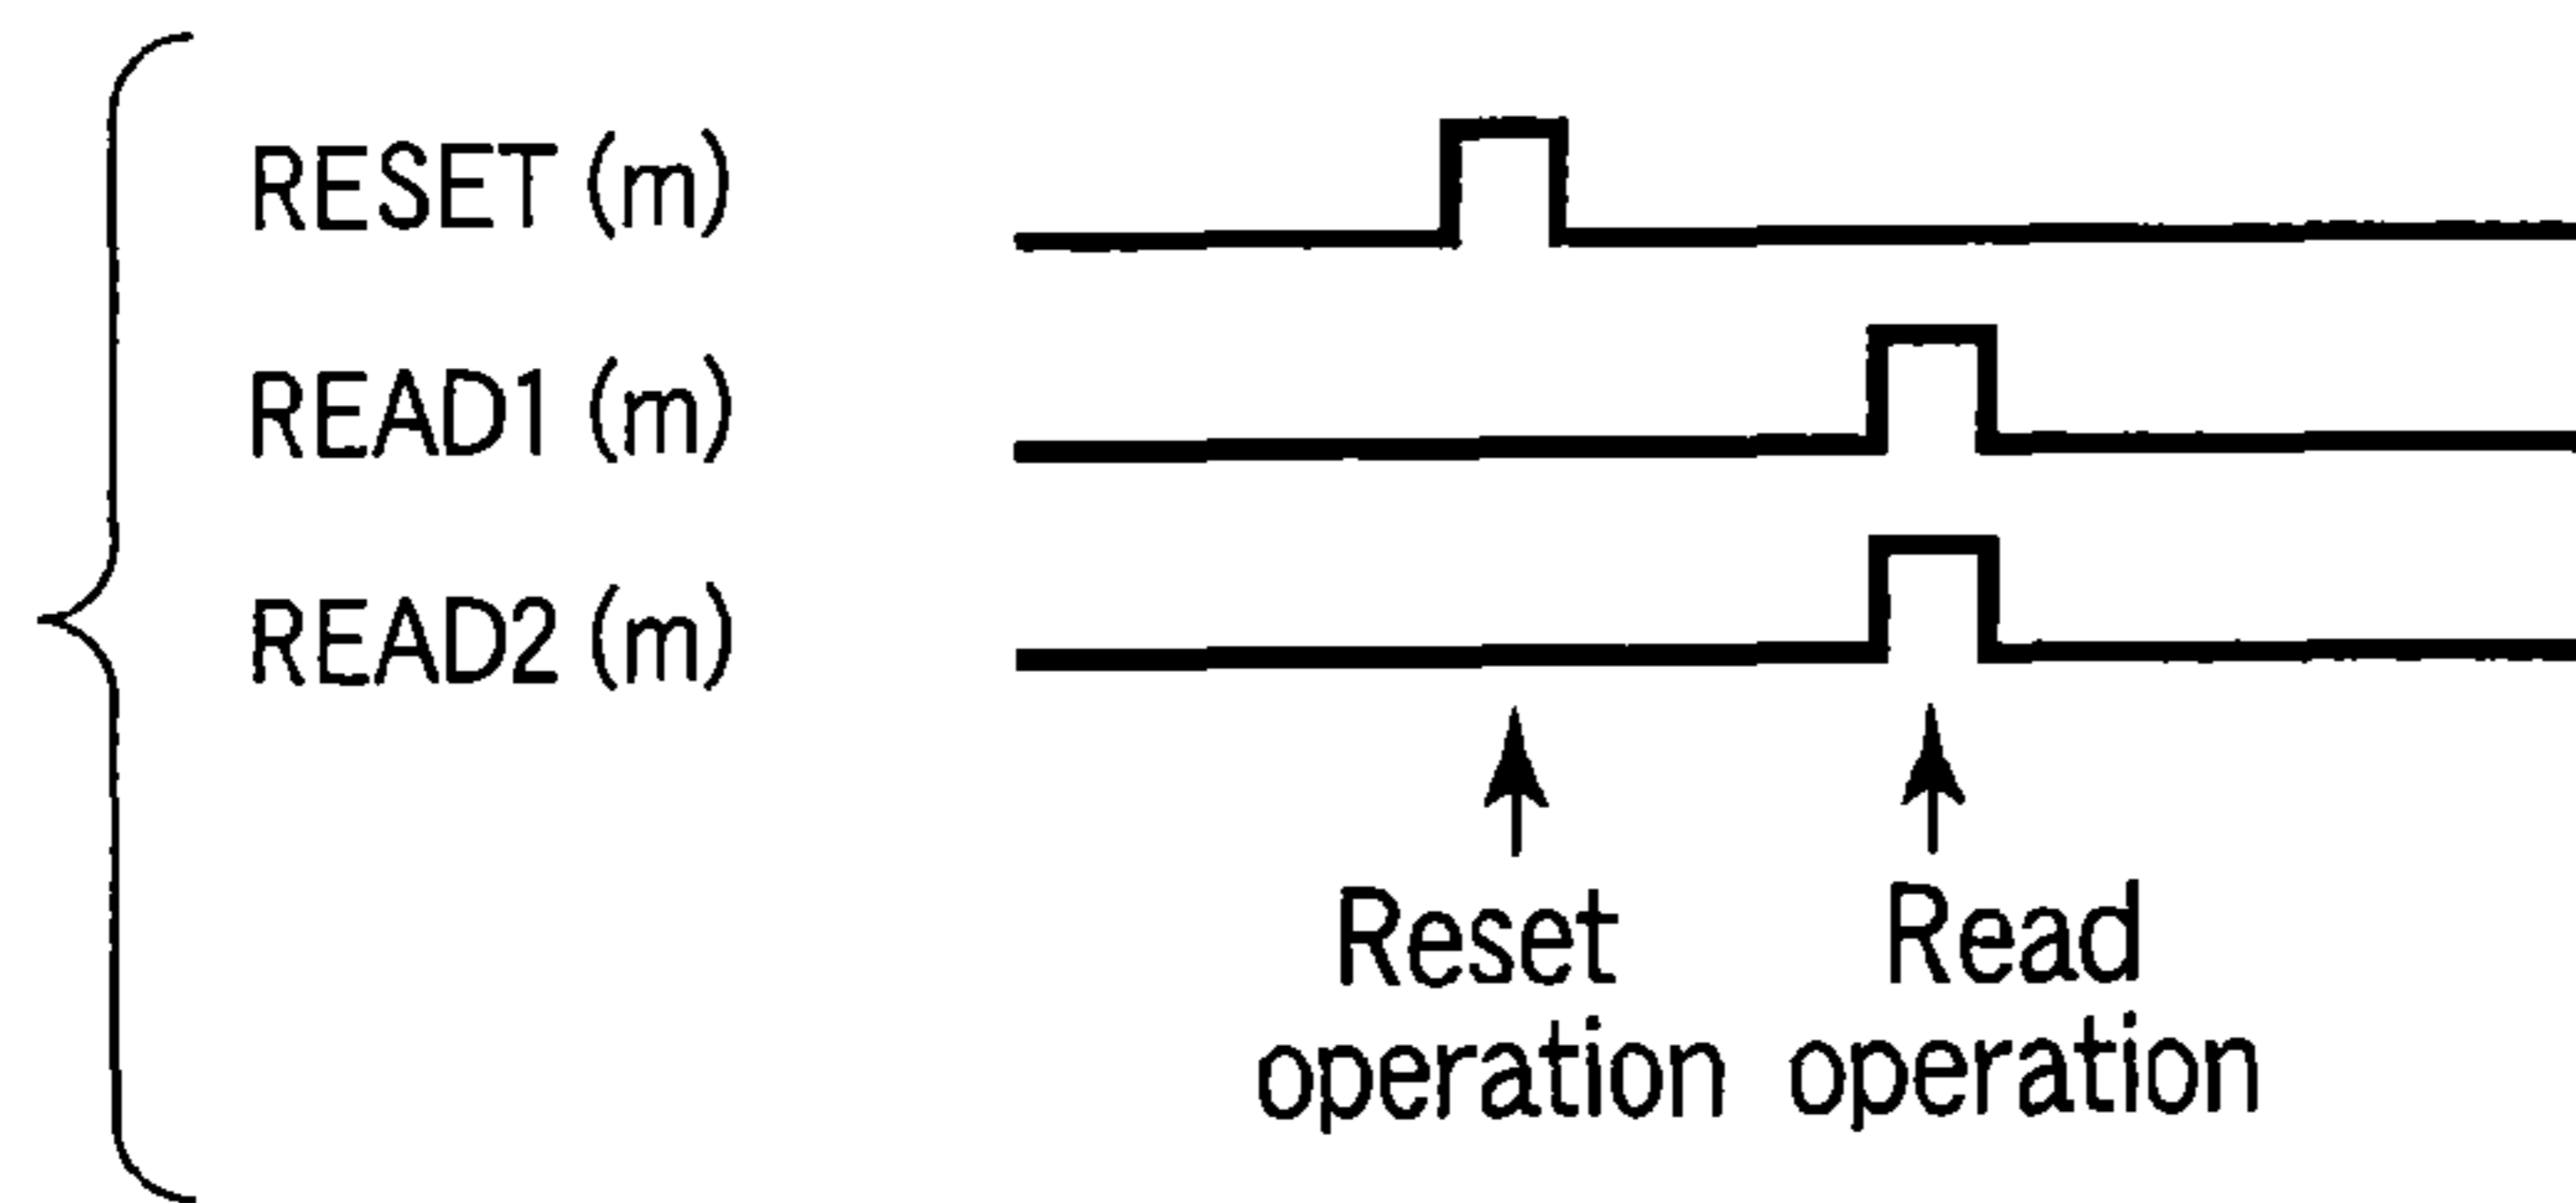 RESET (m)
READ1 (m)
READ2 (m)
Reset operation
Read operation